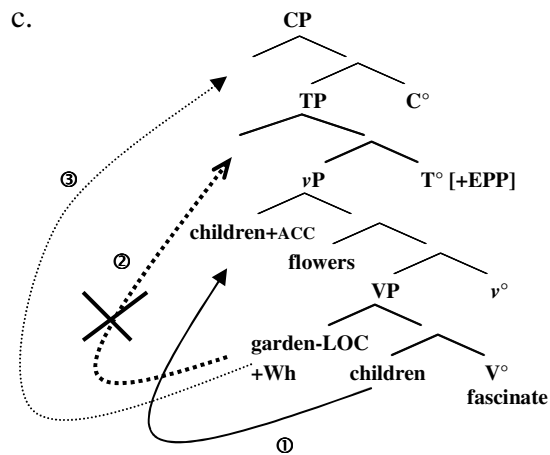 c.
CP
TP C°
③
vP T° [+EPP]
children+ACC
②
flowers
VP v°
garden-LOC
+Wh children V°
fascinate
①